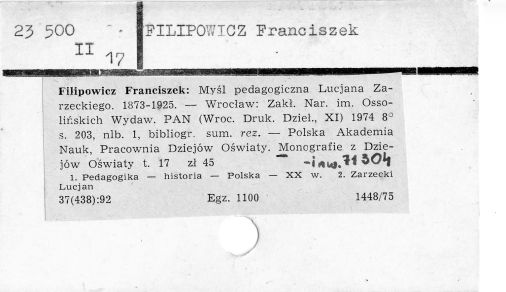 23 500
II
17
FILIPOWICZ Franciszek
Filipowicz Franciszek: Myśl pedagogiczna Lucjana Za-
rzeckiego. 1873-1925. — Wrocław: Zakł. Nar. im. Osso-
lińskich Wydaw. PAN (Wroc. Druk. Dzieł., XI) 1974 8°
s. 203, nlb. 1, bibliogr. sum. rez. — Polska Akademia
Nauk, Pracownia Dziejów Oświaty. Monografie z Dzie-
jów Oświaty t. 17 zł 45 — -inw. 71304
1. Pedagogika — historia — Polska — XX w. 2. Zarzecki
Lucjan
37(438):92 Egz. 1100 1448/75